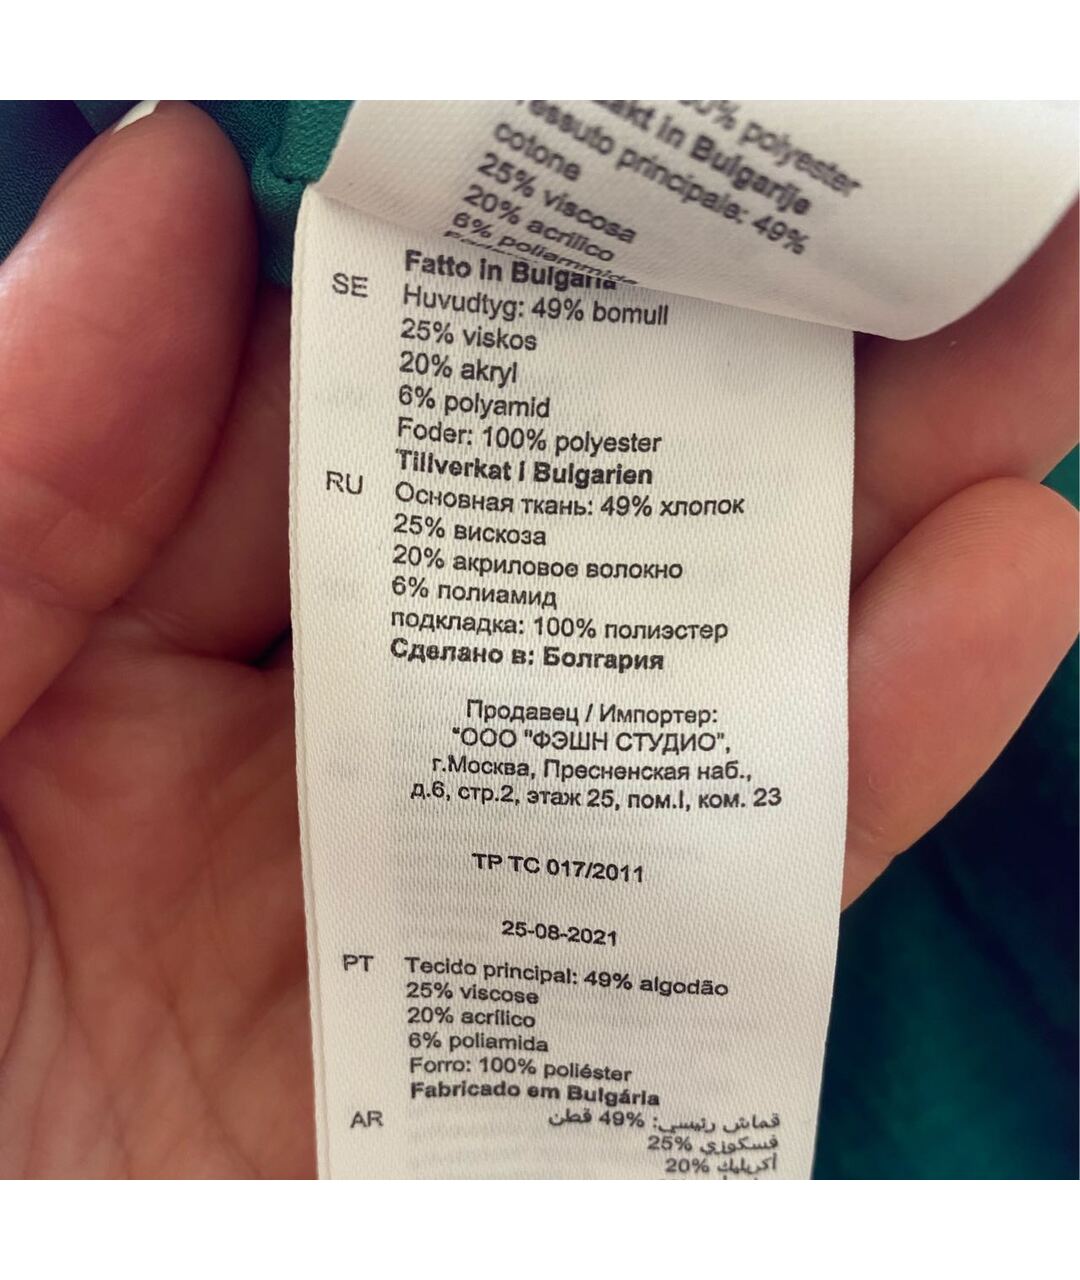 polyester
in Bulgarije
principale: 49%
cotone
25% viscosa
20% acrilico
6% poliammide
Fatto in Bulgaria
SE
Huvudtyg: 49% bomull
25% viskos
20% akryl
6% polyamid
Foder: 100% polyester
Tillverkat i Bulgarien
RU
Основная ткань: 49% хлопок
25% вискоза
20% акриловое волокно
6% полиамид
подкладка: 100% полиэстер
Сделано в: Болгария
Продавец / Импортер:
"ООО "ФЭШН СТУДИО",
г.Москва, Пресненская наб.,
д.6, стр.2, этаж 25, пом.I, ком. 23
ТР ТС 017/2011
25-08-2021
PT
Tecido principal: 49% algodão
25% viscose
20% acrílico
6% poliamida
Forro: 100% poliéster
Fabricado em Bulgária
AR
قماش رئيسي: 49% قطن
فسكوزي 25%
أكريليك 20%